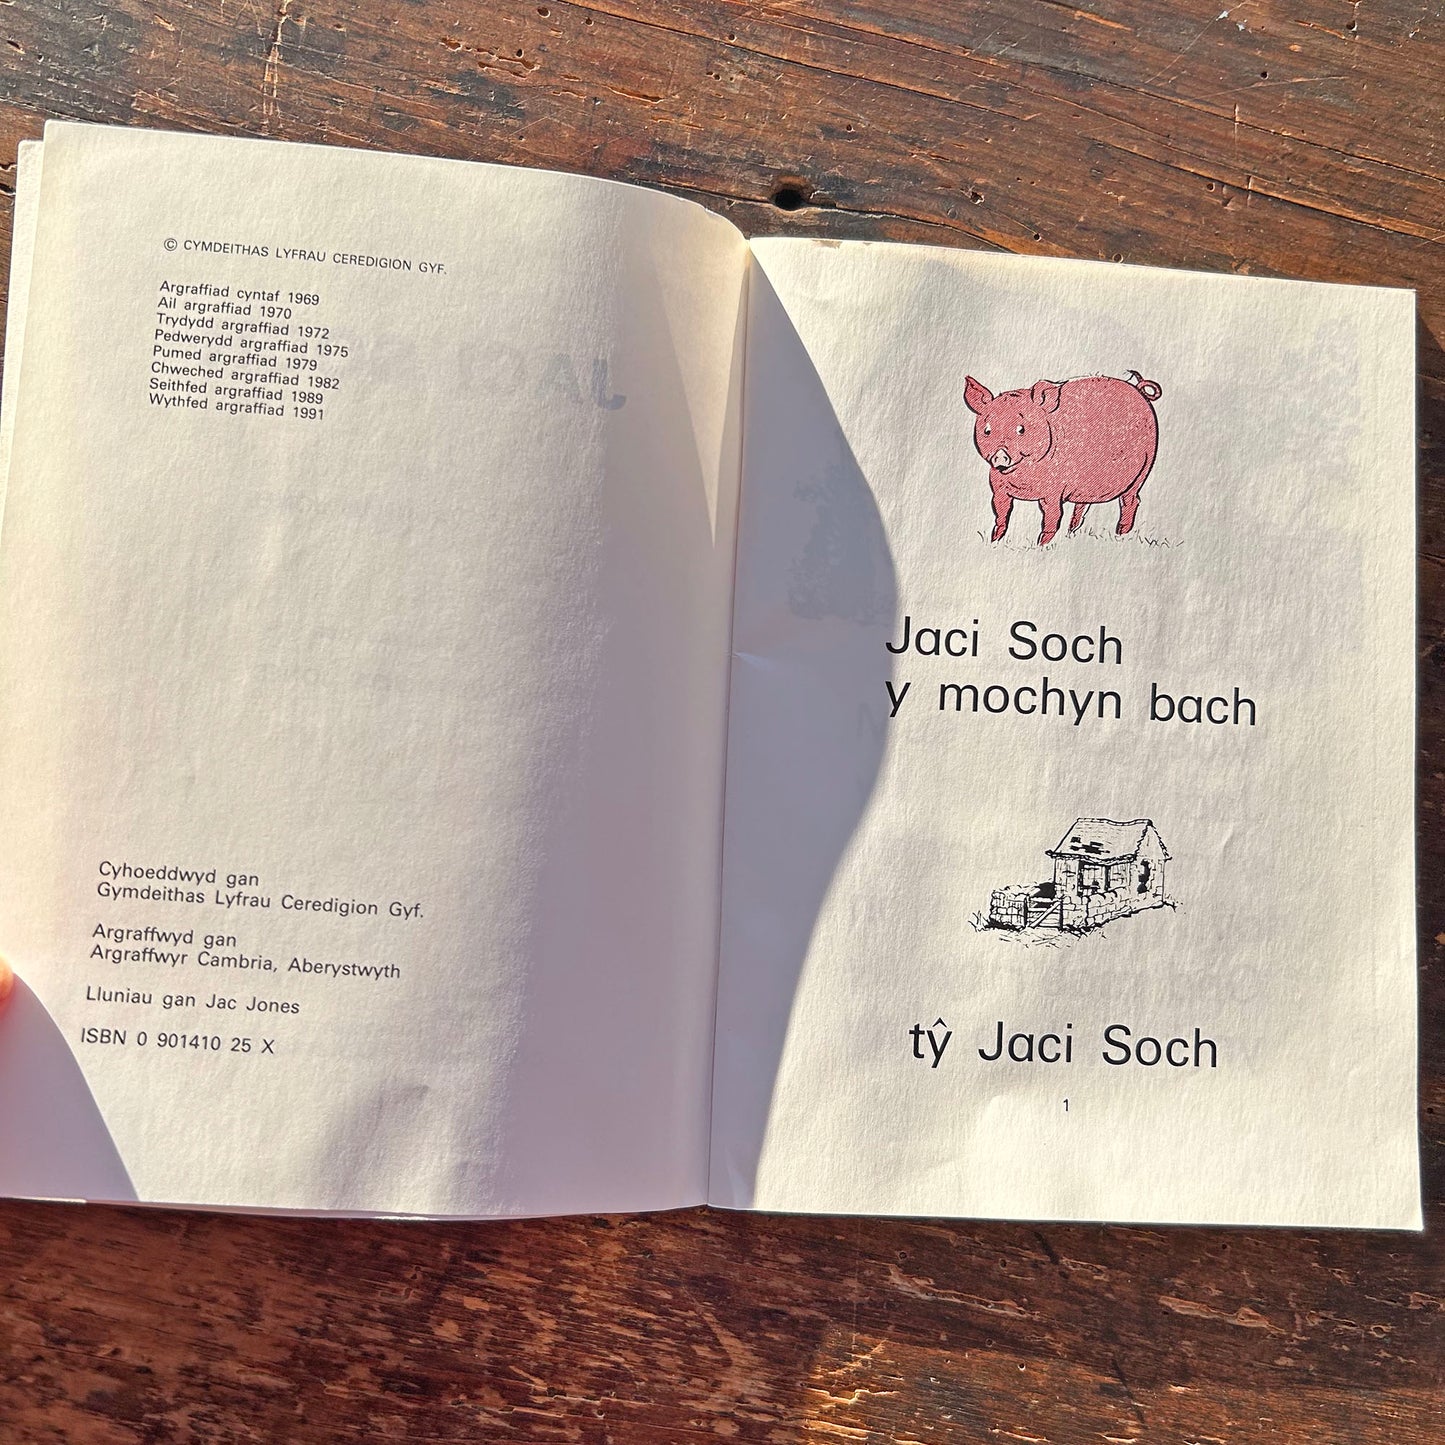 © CYMDEITHAS LYFRAU CEREDIGION GYF.
Argraffiad cyntaf 1969
Ail argraffiad 1970
Trydydd argraffiad 1972
Pedwerydd argraffiad 1975
Pumed argraffiad 1979
Chweched argraffiad 1982
Seithfed argraffiad 1989
Wythfed argraffiad 1991
Cyhoeddwyd gan
Gymdeithas Lyfrau Ceredigion Gyf.
Argraffwyd gan
Argraffwyr Cambria, Aberystwyth
Lluniau gan Jac Jones
ISBN 0 901410 25 X
Jaci Soch
y mochyn bach
tŷ Jaci Soch
1